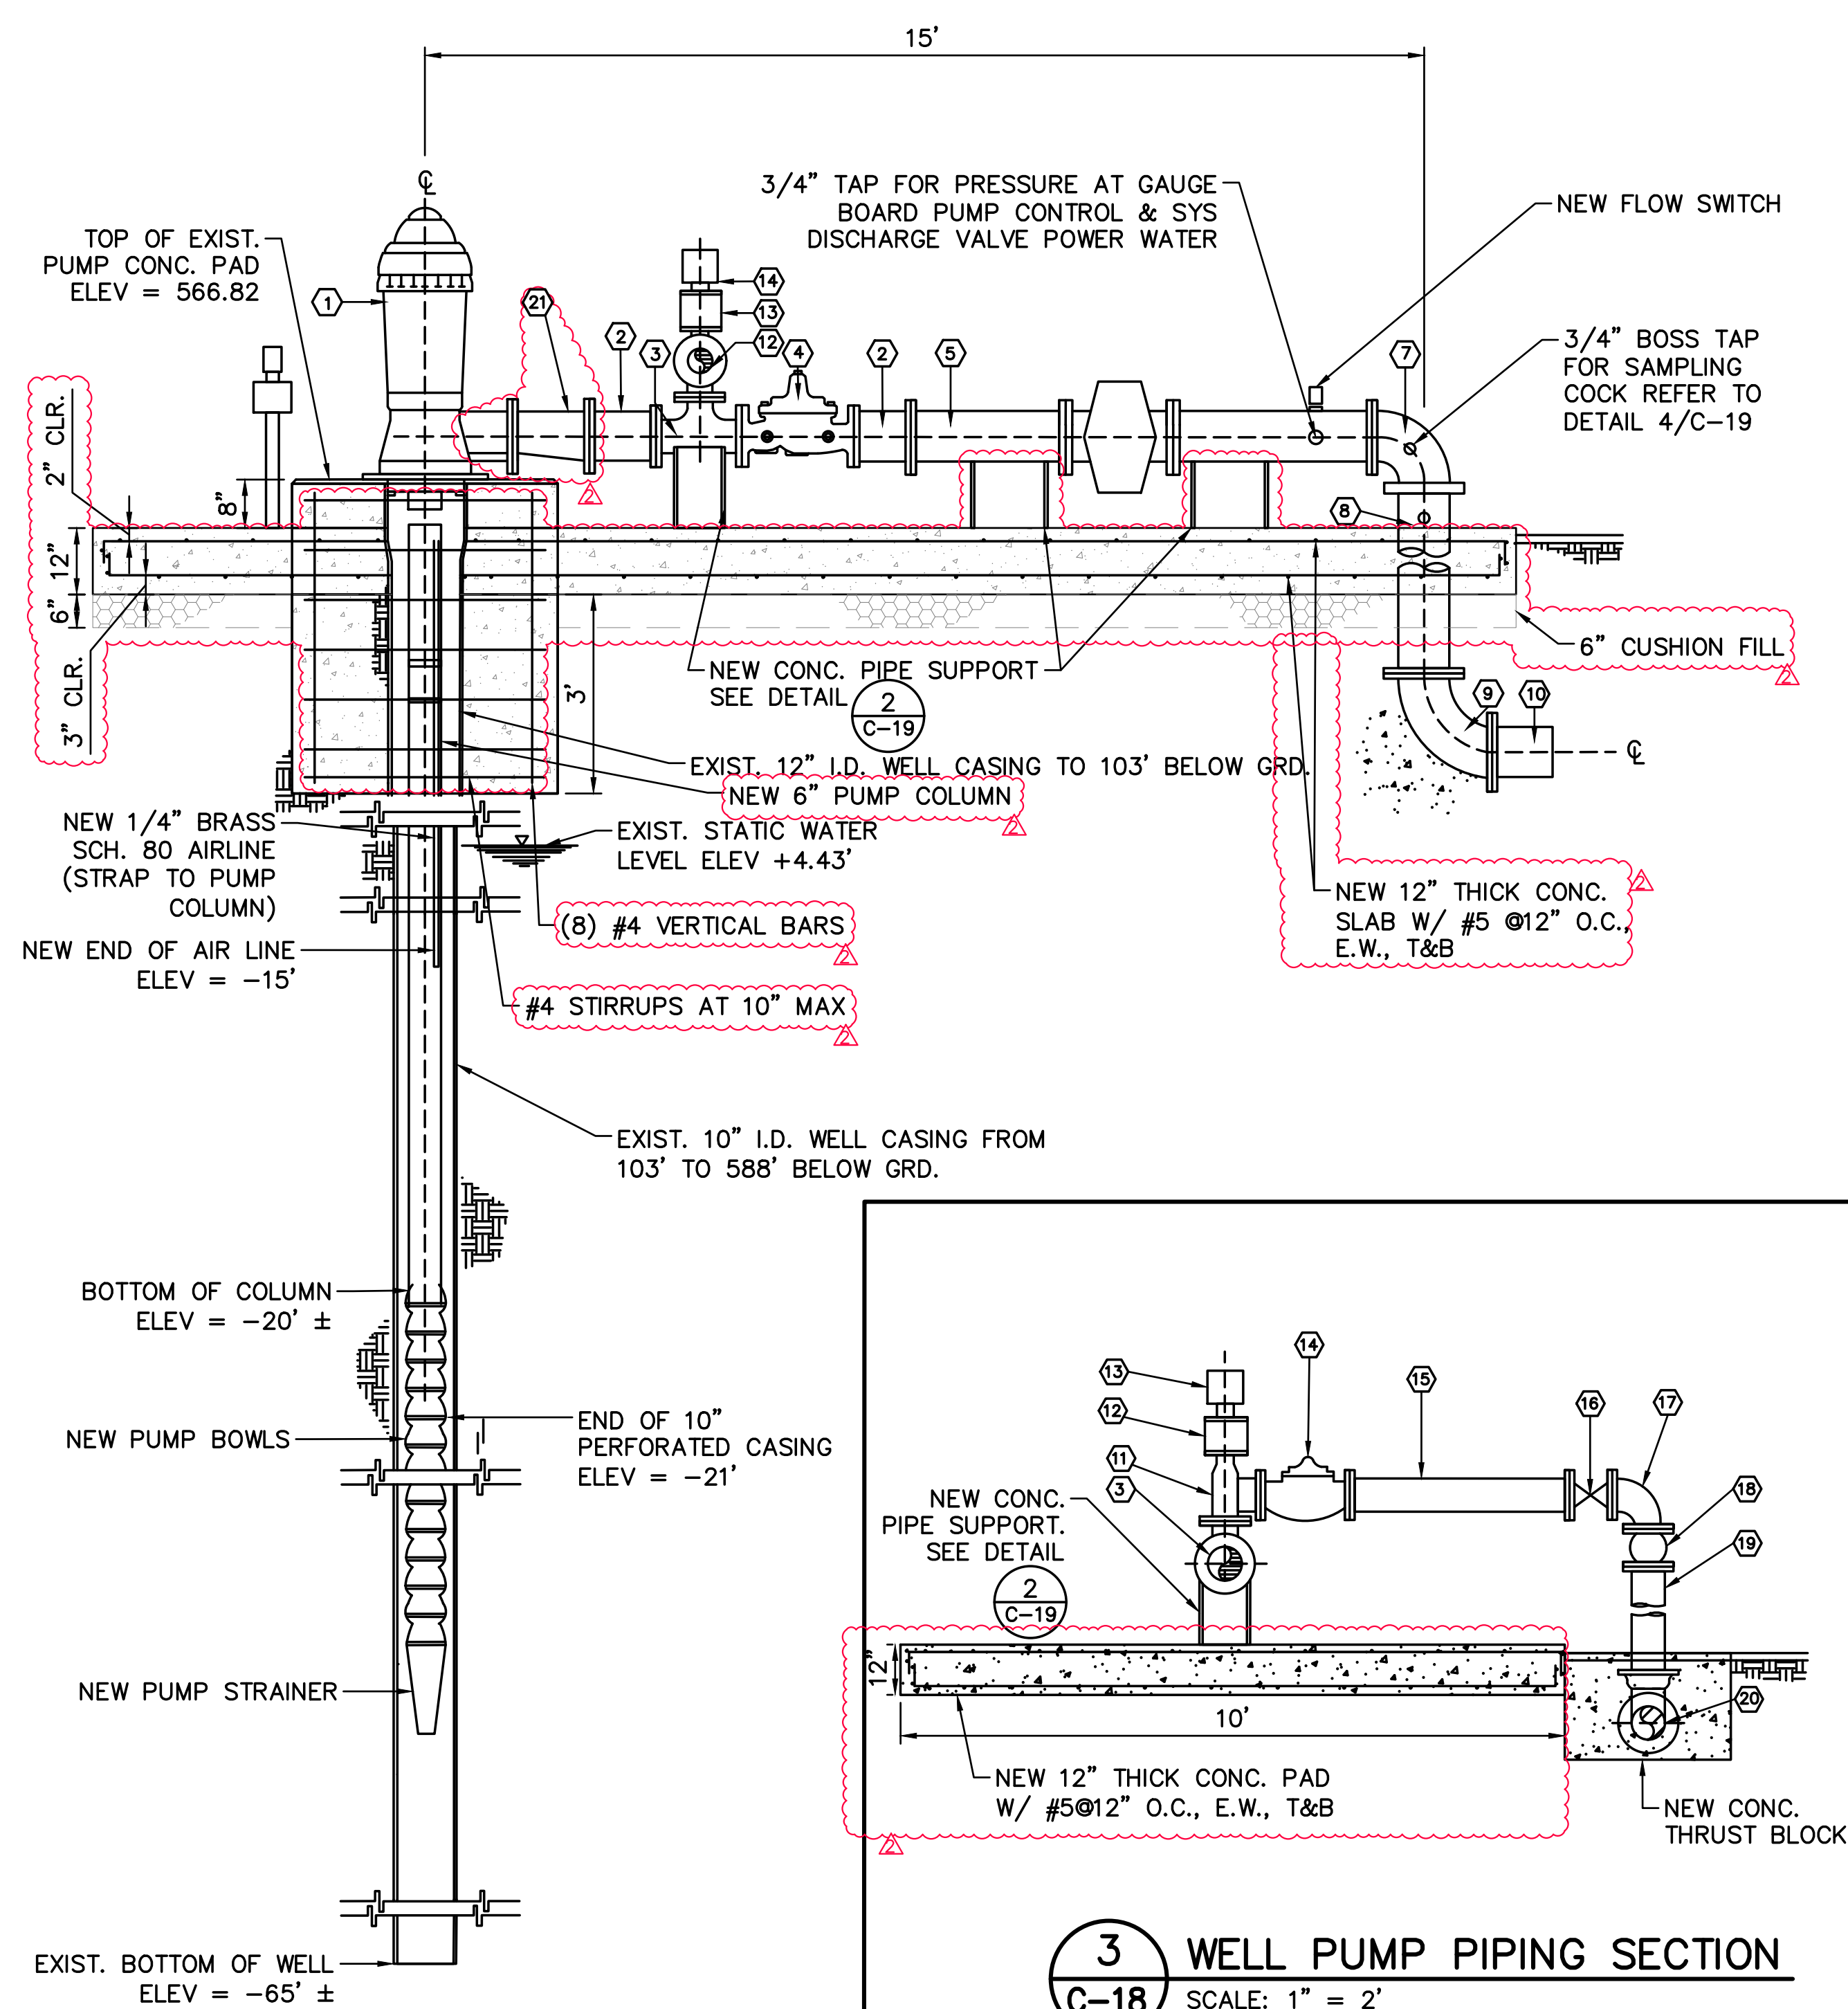 15'
℄
TOP OF EXIST.
PUMP CONC. PAD
ELEV = 566.82
3/4" TAP FOR PRESSURE AT GAUGE
BOARD PUMP CONTROL & SYS
DISCHARGE VALVE POWER WATER
NEW FLOW SWITCH
3/4" BOSS TAP
FOR SAMPLING
COCK REFER TO
DETAIL 4/C-19
1
21
2
3
14
13
12
4
2
5
7
8
9
10
℄
2" CLR.
8"
12"
6"
3" CLR.
3'
2
6" CUSHION FILL
2
NEW CONC. PIPE SUPPORT
SEE DETAIL
2
C-19
EXIST. 12" I.D. WELL CASING TO 103' BELOW GRD.
NEW 6" PUMP COLUMN
2
NEW 1/4" BRASS
SCH. 80 AIRLINE
(STRAP TO PUMP
COLUMN)
EXIST. STATIC WATER
LEVEL ELEV +4.43'
NEW 12" THICK CONC.
SLAB W/ #5 @12" O.C.,
E.W., T&B
2
(8) #4 VERTICAL BARS
2
NEW END OF AIR LINE
ELEV = -15'
#4 STIRRUPS AT 10" MAX
2
EXIST. 10" I.D. WELL CASING FROM
103' TO 588' BELOW GRD.
BOTTOM OF COLUMN
ELEV = -20' ±
NEW PUMP BOWLS
END OF 10"
PERFORATED CASING
ELEV = -21'
NEW PUMP STRAINER
EXIST. BOTTOM OF WELL
ELEV = -65' ±
13
12
11
3
14
15
16
17
18
19
20
NEW CONC.
PIPE SUPPORT.
SEE DETAIL
2
C-19
12"
10'
NEW 12" THICK CONC. PAD
W/ #5@12" O.C., E.W., T&B
2
NEW CONC.
THRUST BLOCK
3
C-18
WELL PUMP PIPING SECTION
SCALE: 1" = 2'